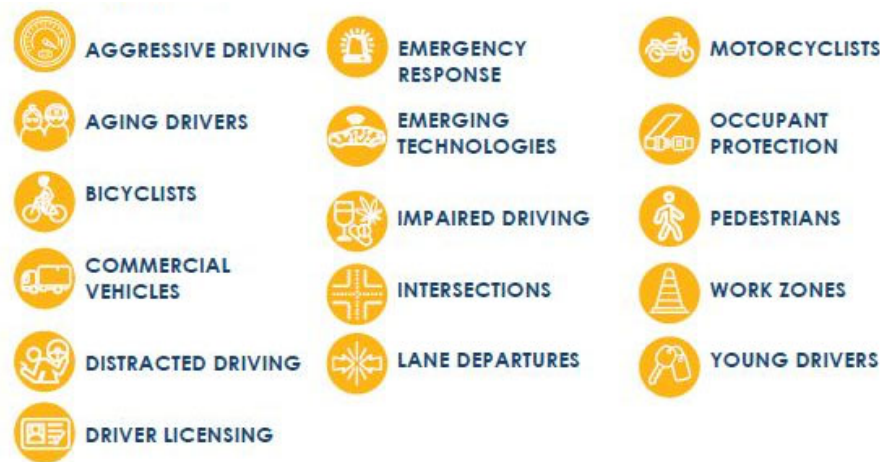 AGGRESSIVE DRIVING
AGING DRIVERS
BICYCLISTS
COMMERCIAL
VEHICLES
DISTRACTED DRIVING
DRIVER LICENSING
EMERGENCY
RESPONSE
EMERGING
TECHNOLOGIES
IMPAIRED DRIVING
INTERSECTIONS
LANE DEPARTURES
MOTORCYCLISTS
OCCUPANT
PROTECTION
PEDESTRIANS
WORK ZONES
YOUNG DRIVERS